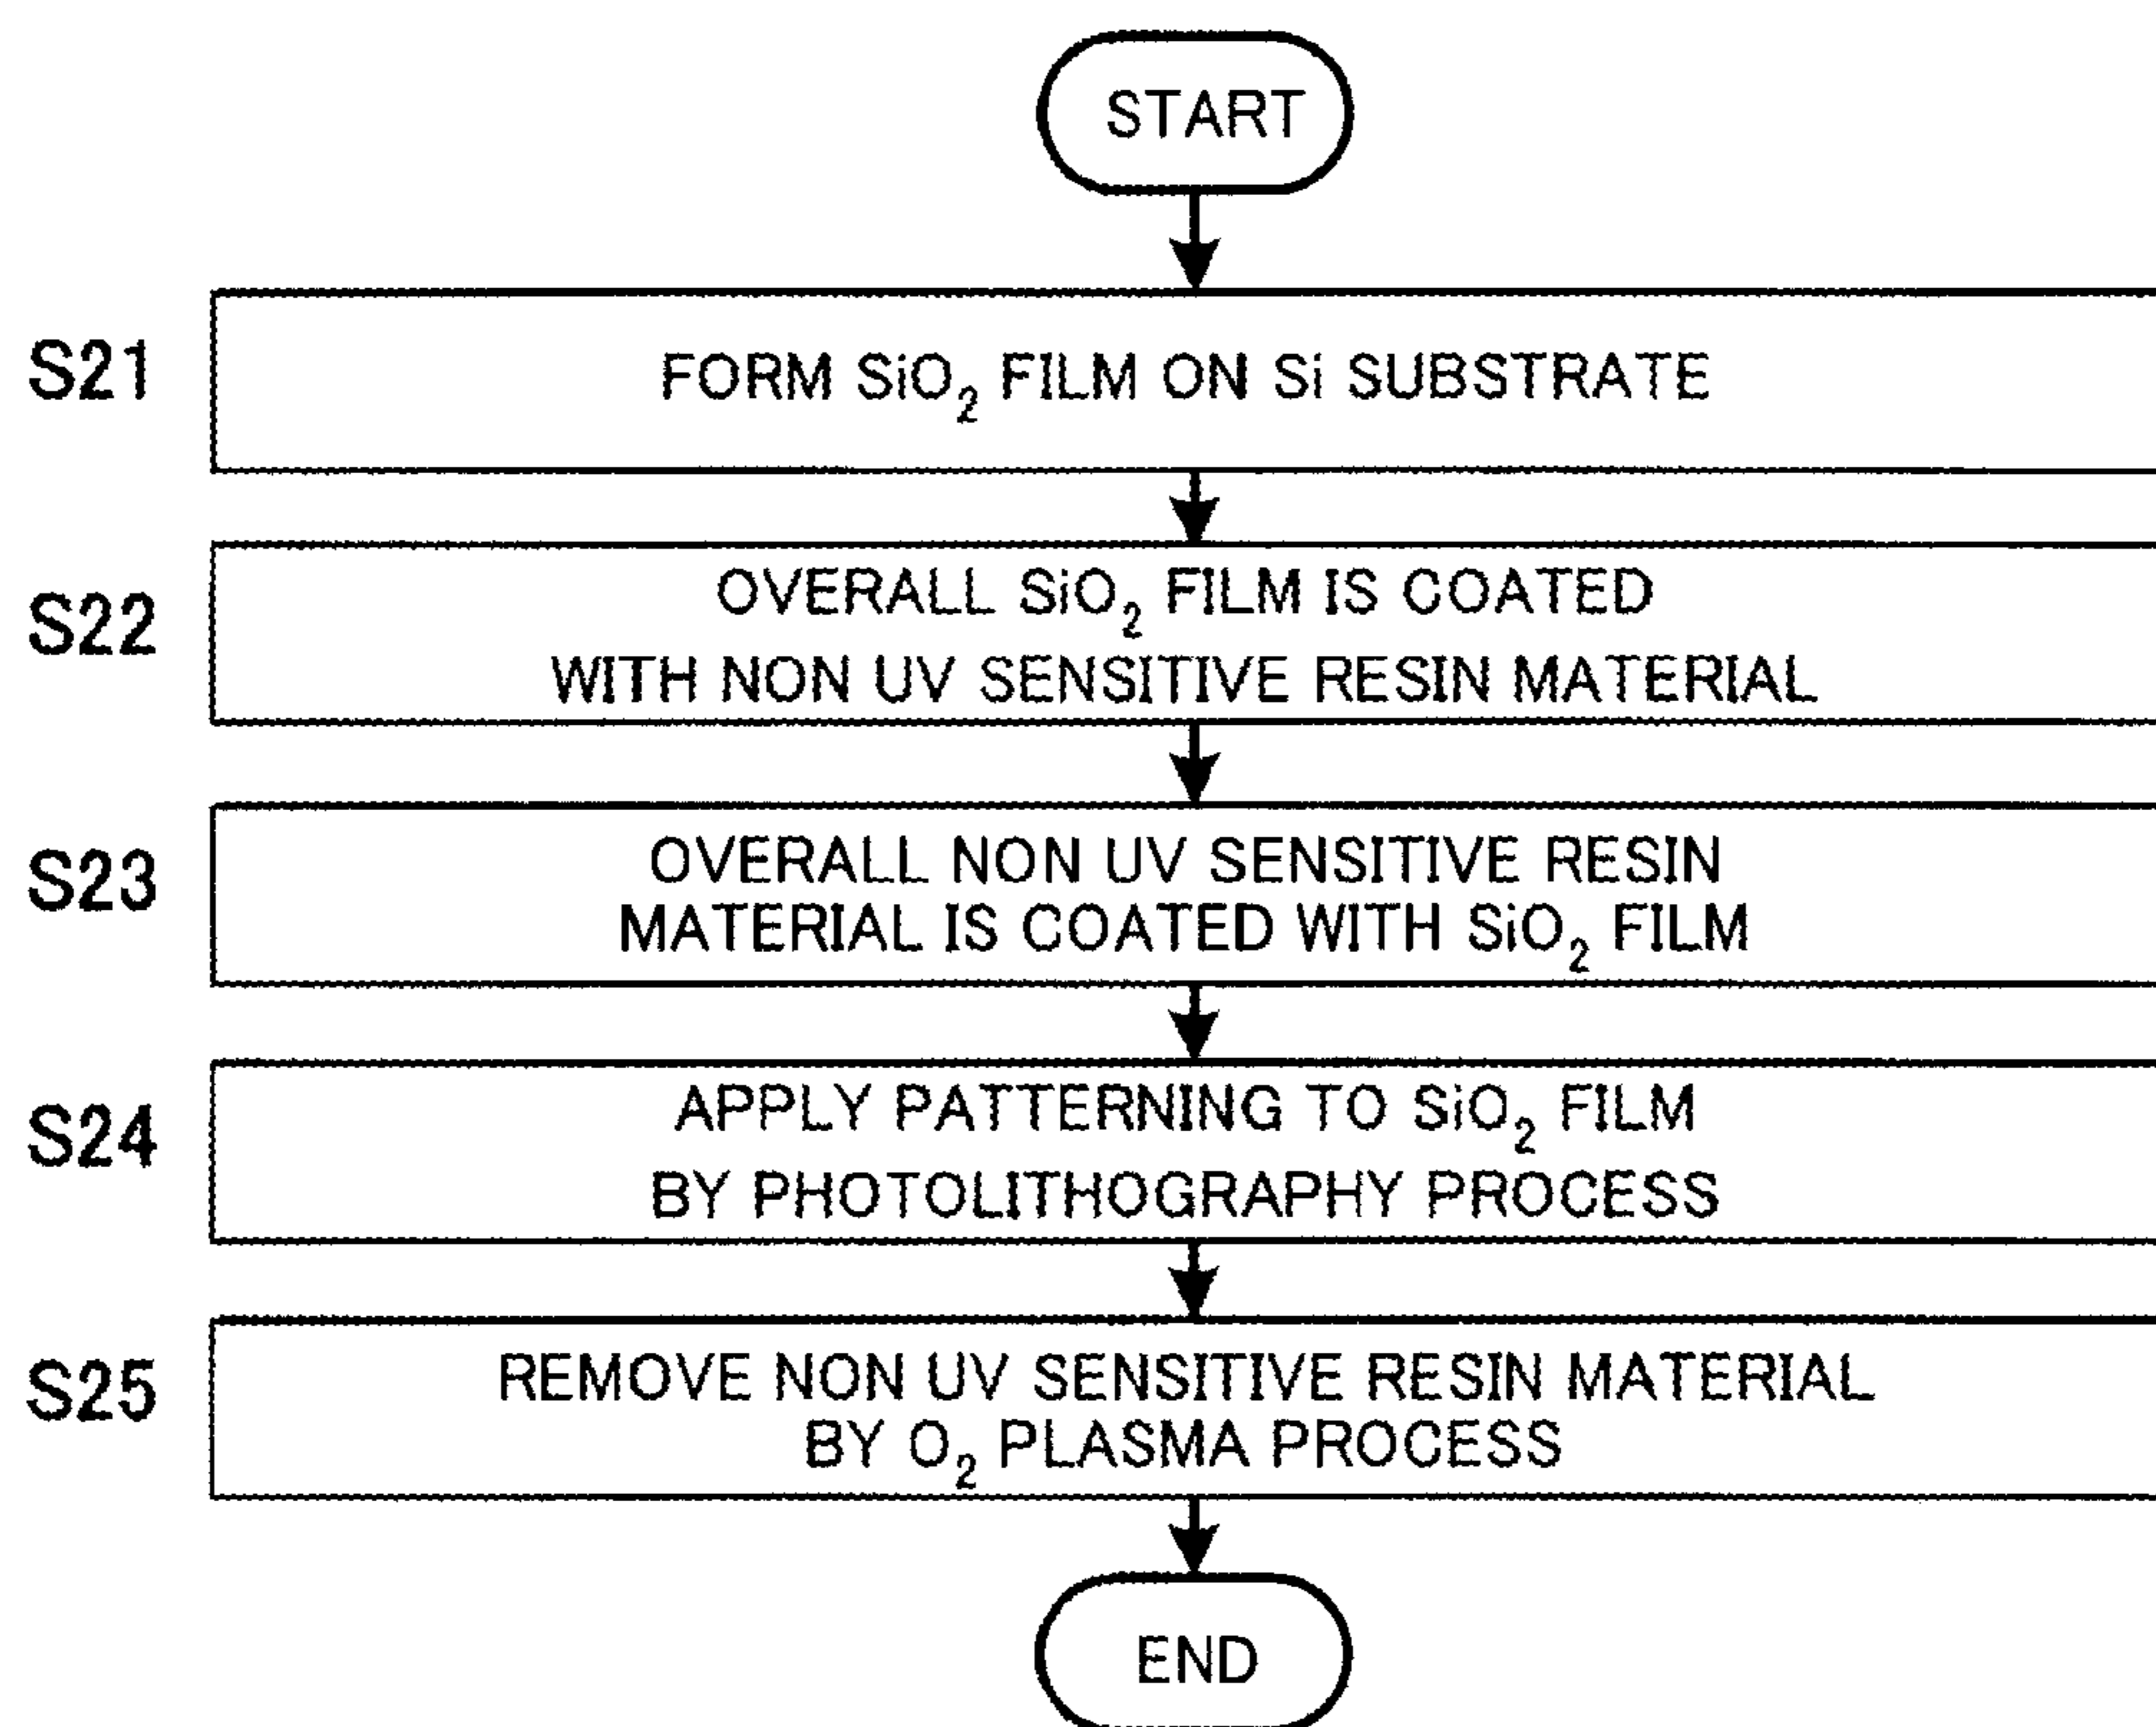 START
S21
FORM SiO₂ FILM ON Si SUBSTRATE
S22
OVERALL SiO₂ FILM IS COATED
WITH NON UV SENSITIVE RESIN MATERIAL
S23
OVERALL NON UV SENSITIVE RESIN
MATERIAL IS COATED WITH SiO₂ FILM
S24
APPLY PATTERNING TO SiO₂ FILM
BY PHOTOLITHOGRAPHY PROCESS
S25
REMOVE NON UV SENSITIVE RESIN MATERIAL
BY O₂ PLASMA PROCESS
END